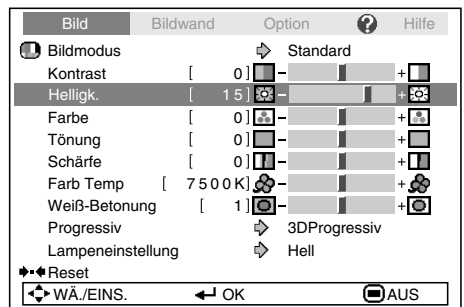 Bild Bildwand Option ? Hilfe
Bildmodus Standard
Kontrast [ 0] - +
Helligk. [ 15] - +
Farbe [ 0] - +
Tönung [ 0] - +
Schärfe [ 0] - +
Farb Temp [ 7500K] - +
Weiß-Betonung [ 1] - +
Progressiv 3DProgressiv
Lampeneinstellung Hell
Reset
WÄ./EINS. OK AUS